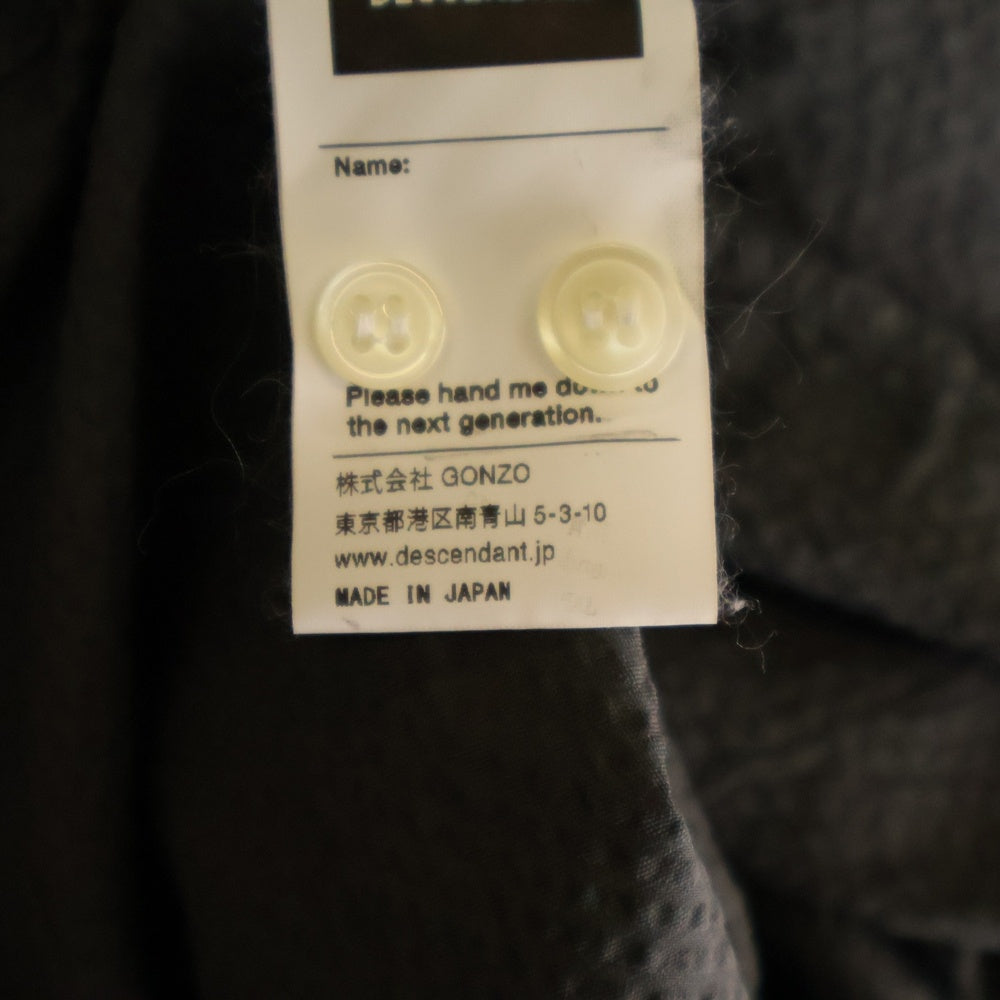 Name:
Please hand me down to
the next generation.
株式会社 GONZO
東京都港区南青山 5-3-10
www.descendant.jp
MADE IN JAPAN